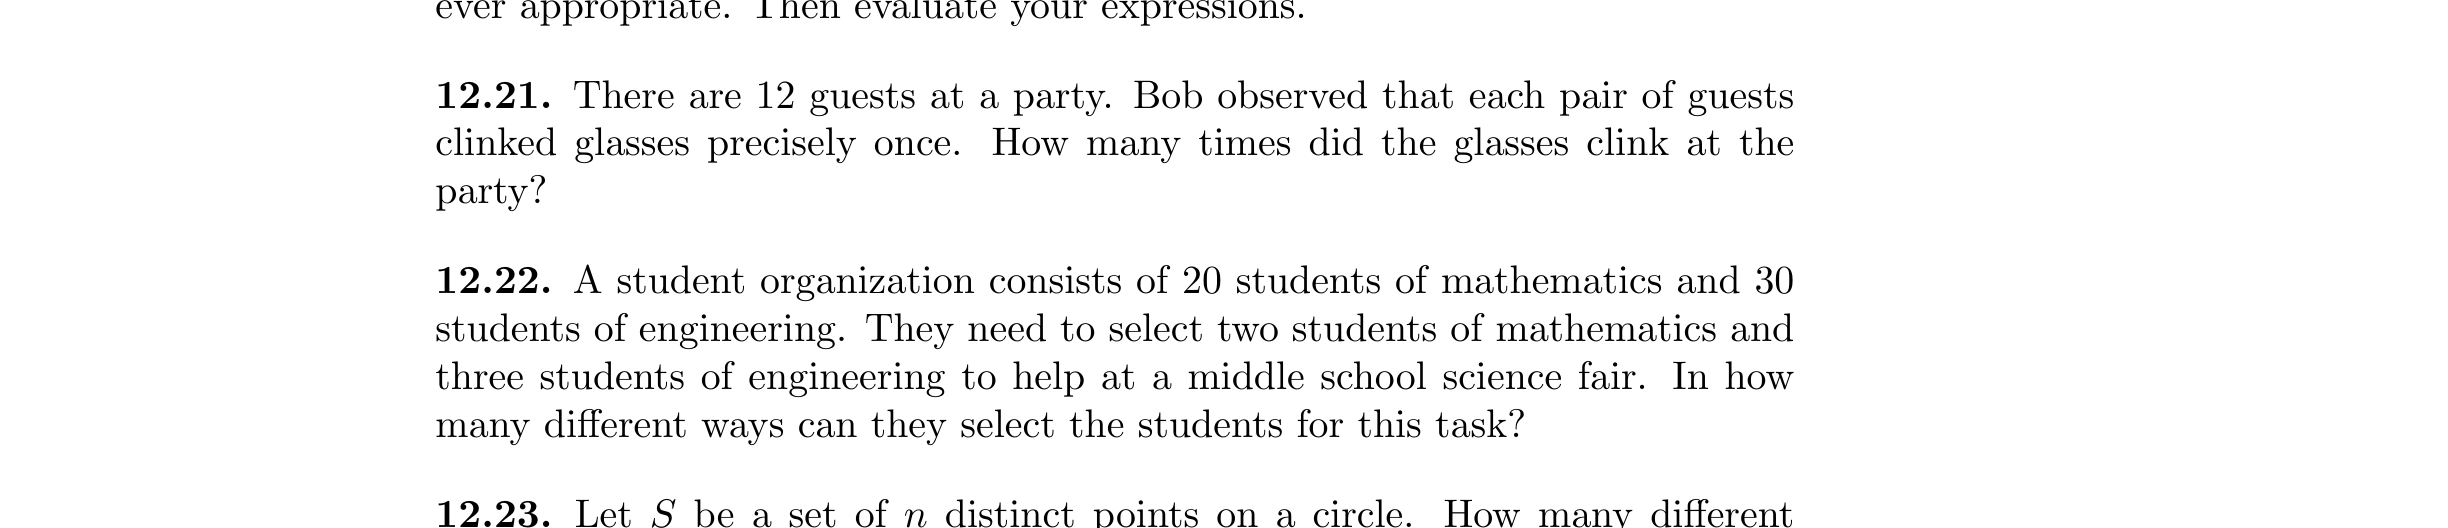 ever appropriate. Then evaluate your expressions.
12.21. There are 12 guests at a party. Bob observed that each pair of guests
clinked glasses precisely once. How many times did the glasses clink at the
party?
12.22. A student organization consists of 20 students of mathematics and 30
students of engineering. They need to select two students of mathematics and
three students of engineering to help at a middle school science fair. In how
many different ways can they select the students for this task?
12.23. Let S be a set of n distinct points on a circle. How many different